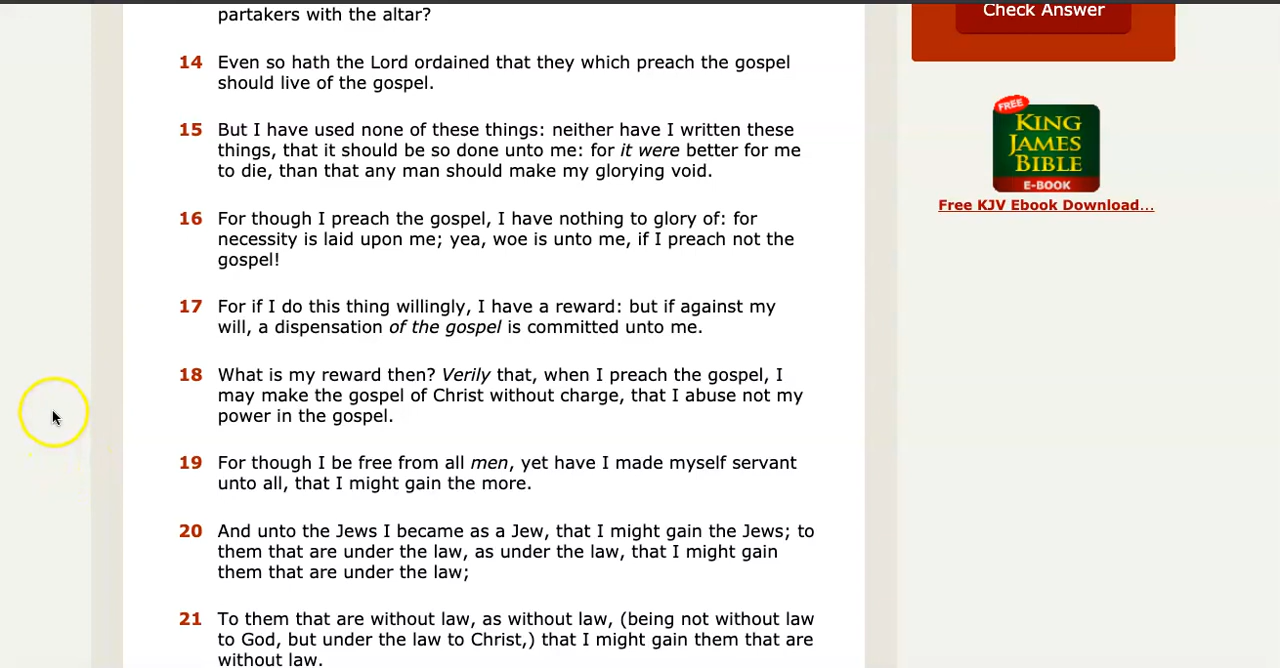 partakers with the altar?
14 Even so hath the Lord ordained that they which preach the gospel
should live of the gospel.
15 But I have used none of these things: neither have I written these
things, that it should be so done unto me: for it were better for me
to die, than that any man should make my glorying void.
16 For though I preach the gospel, I have nothing to glory of: for
necessity is laid upon me; yea, woe is unto me, if I preach not the
gospel!
17 For if I do this thing willingly, I have a reward: but if against my
will, a dispensation of the gospel is committed unto me.
18 What is my reward then? Verily that, when I preach the gospel, I
may make the gospel of Christ without charge, that I abuse not my
power in the gospel.
19 For though I be free from all men, yet have I made myself servant
unto all, that I might gain the more.
20 And unto the Jews I became as a Jew, that I might gain the Jews; to
them that are under the law, as under the law, that I might gain
them that are under the law;
21 To them that are without law, as without law, (being not without law
to God, but under the law to Christ,) that I might gain them that are
without law.
Check Answer
FREE
KING
JAMES
BIBLE
E-BOOK
Free KJV Ebook Download...